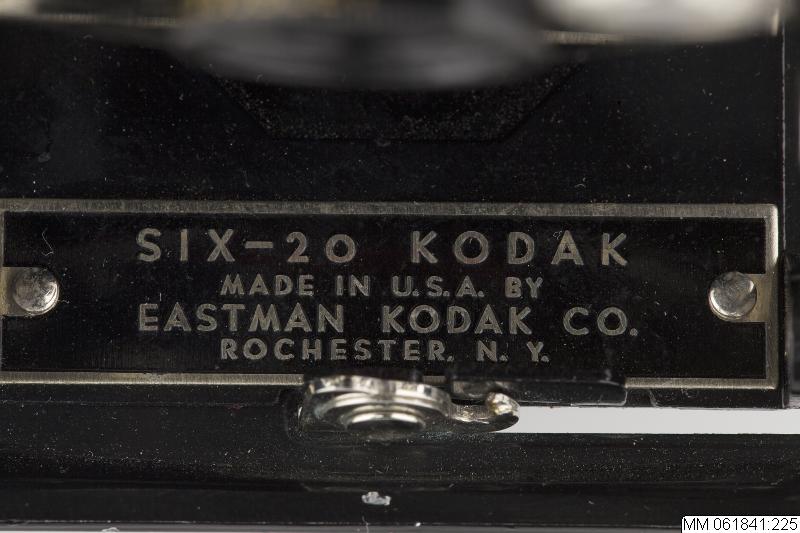 SIX-20 KODAK
MADE IN U.S.A. BY
EASTMAN KODAK CO.
ROCHESTER, N. Y.
MM 061841:225